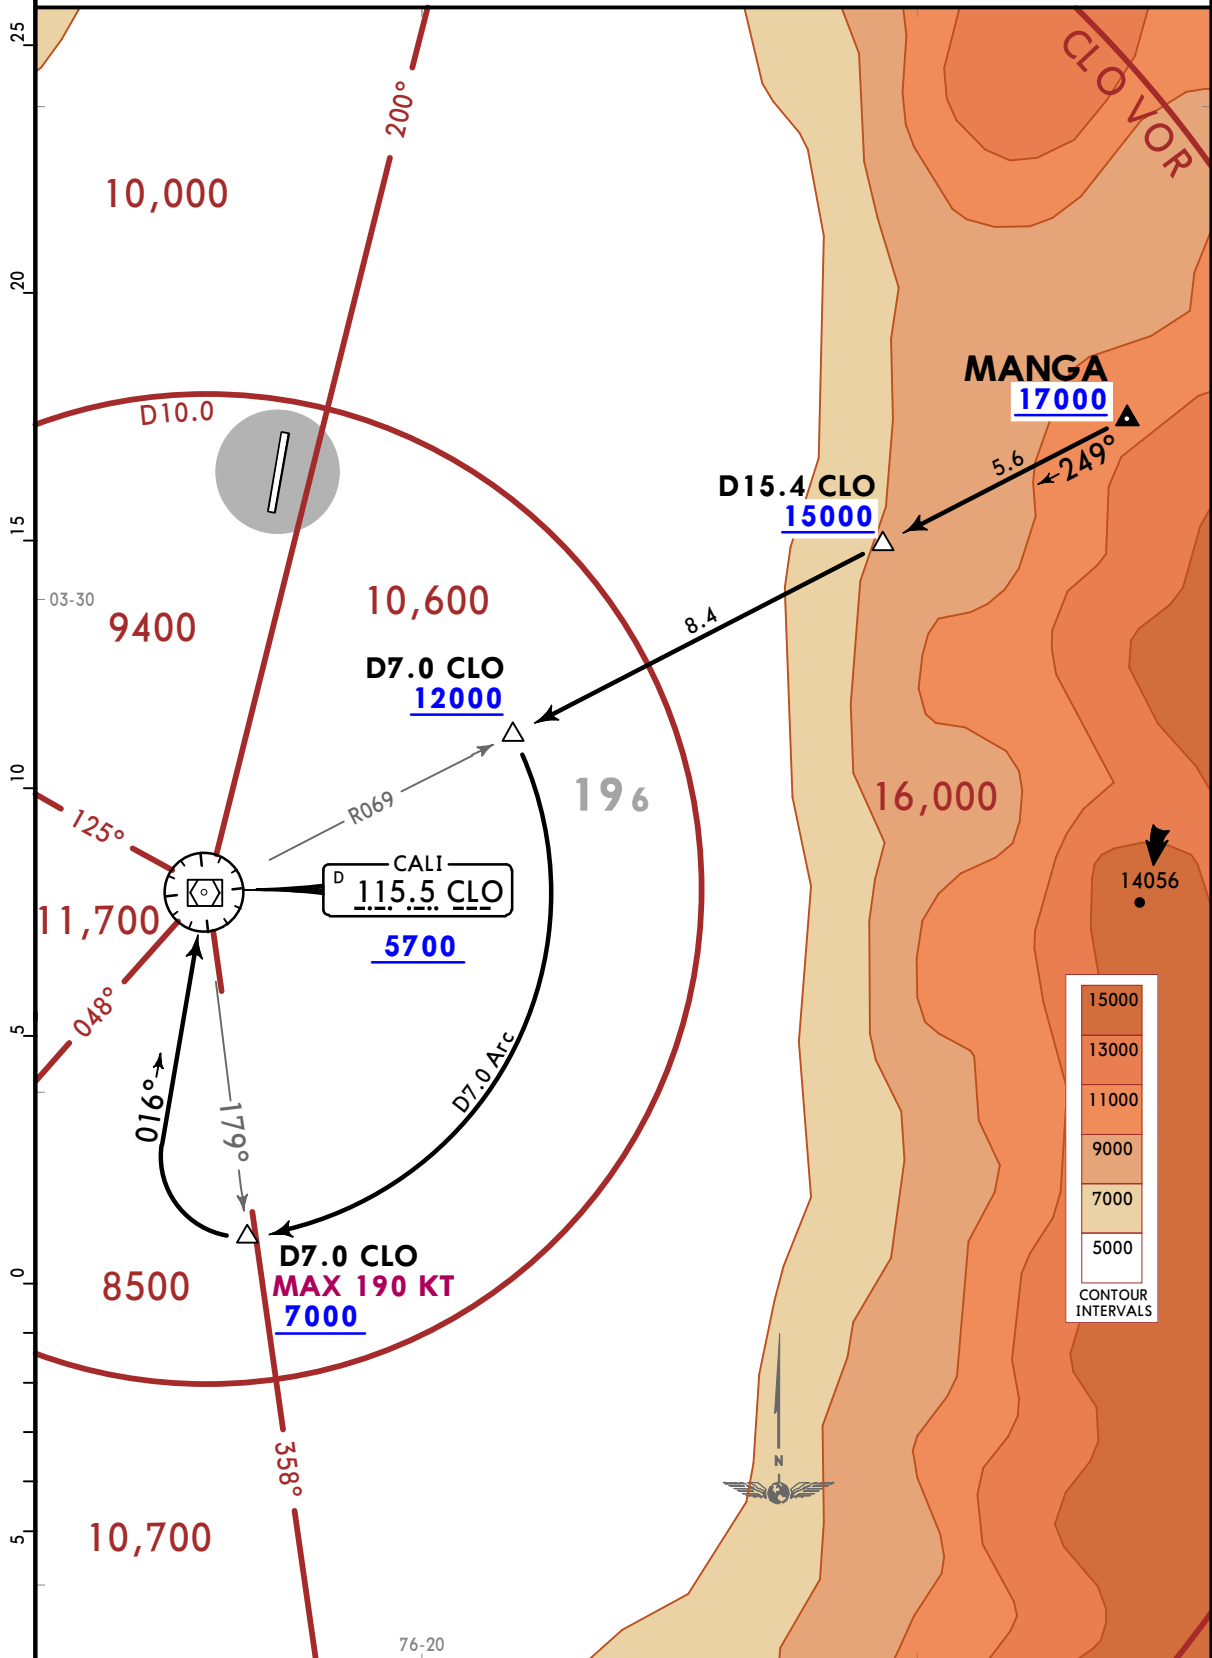 25
200°
CLO VOR
10,000
20
MANGA
17000
D10.0
5.6
←249°
D15.4 CLO
15000
15
03-30
10,600
9400
8.4
D7.0 CLO
12000
10
19 6
16,000
R069
125°
CALI
D
115.5 CLO
14056
11,700
5700
048°
5
15000
D7.0 Arc
13000
016°→
11000
179°
9000
7000
D7.0 CLO
5000
0
8500
MAX 190 KT
7000
CONTOUR
INTERVALS
358°
N
5
10,700
76-20